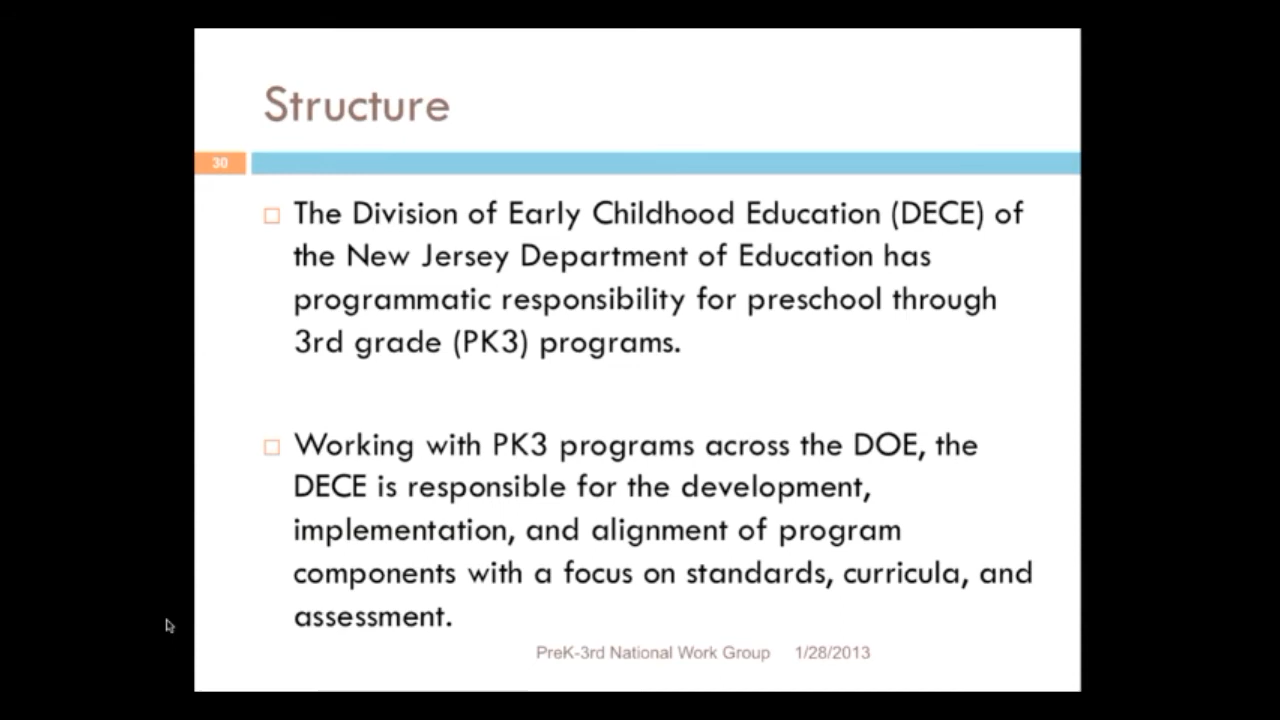 Structure
30
The Division of Early Childhood Education (DECE) of
the New Jersey Department of Education has
programmatic responsibility for preschool through
3rd grade (PK3) programs.
Working with PK3 programs across the DOE, the
DECE is responsible for the development,
implementation, and alignment of program
components with a focus on standards, curricula, and
assessment.
PreK-3rd National Work Group 1/28/2013